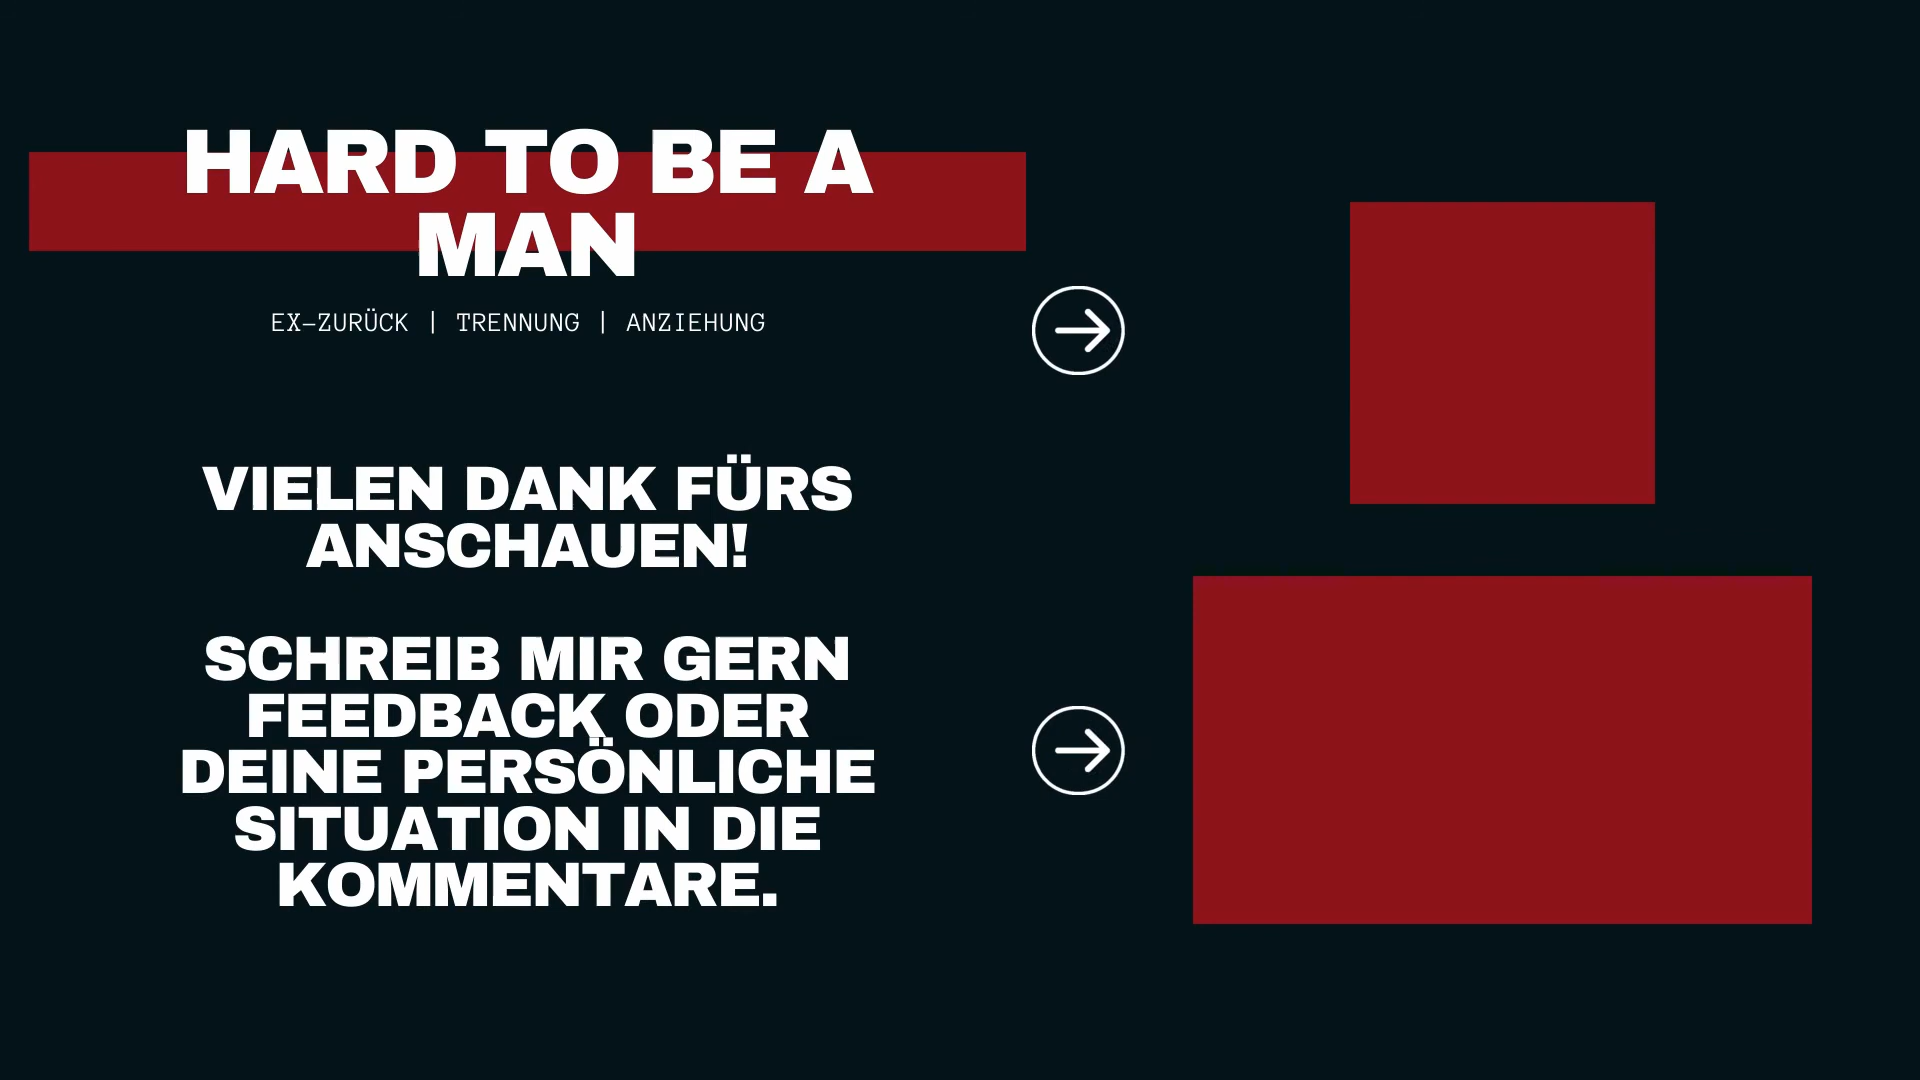 HARD TO BE A
MAN
EX-ZURÜCK | TRENNUNG | ANZIEHUNG
VIELEN DANK FÜRS
ANSCHAUEN!
SCHREIB MIR GERN
FEEDBACK ODER
DEINE PERSÖNLICHE
SITUATION IN DIE
KOMMENTARE.